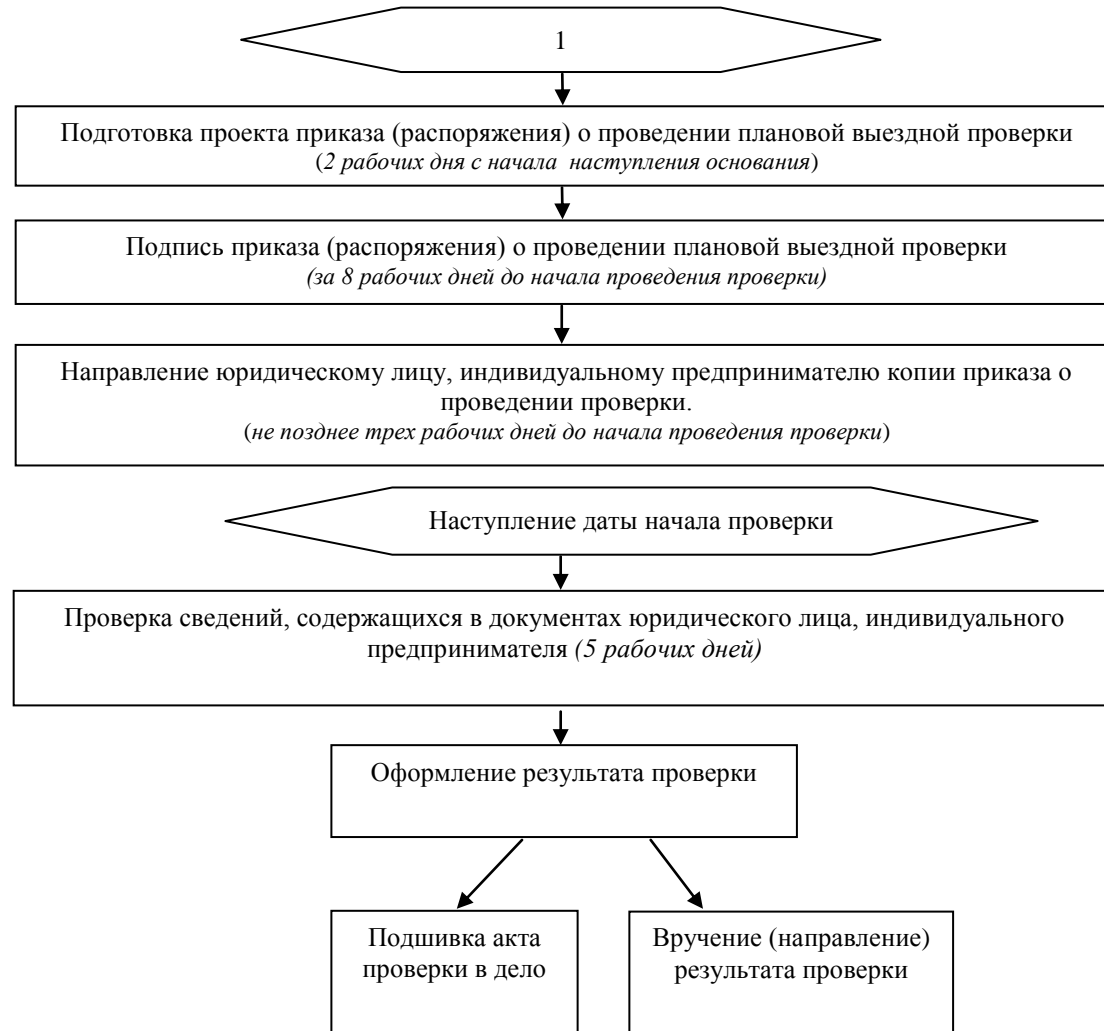 1
Подготовка проекта приказа (распоряжения) о проведении плановой выездной проверки
(2 рабочих дня с начала наступления основания)
Подпись приказа (распоряжения) о проведении плановой выездной проверки
(за 8 рабочих дней до начала проведения проверки)
Направление юридическому лицу, индивидуальному предпринимателю копии приказа о
проведении проверки.
(не позднее трех рабочих дней до начала проведения проверки)
Наступление даты начала проверки
Проверка сведений, содержащихся в документах юридического лица, индивидуального
предпринимателя (5 рабочих дней)
Оформление результата проверки
Подшивка акта
проверки в дело
Вручение (направление)
результата проверки